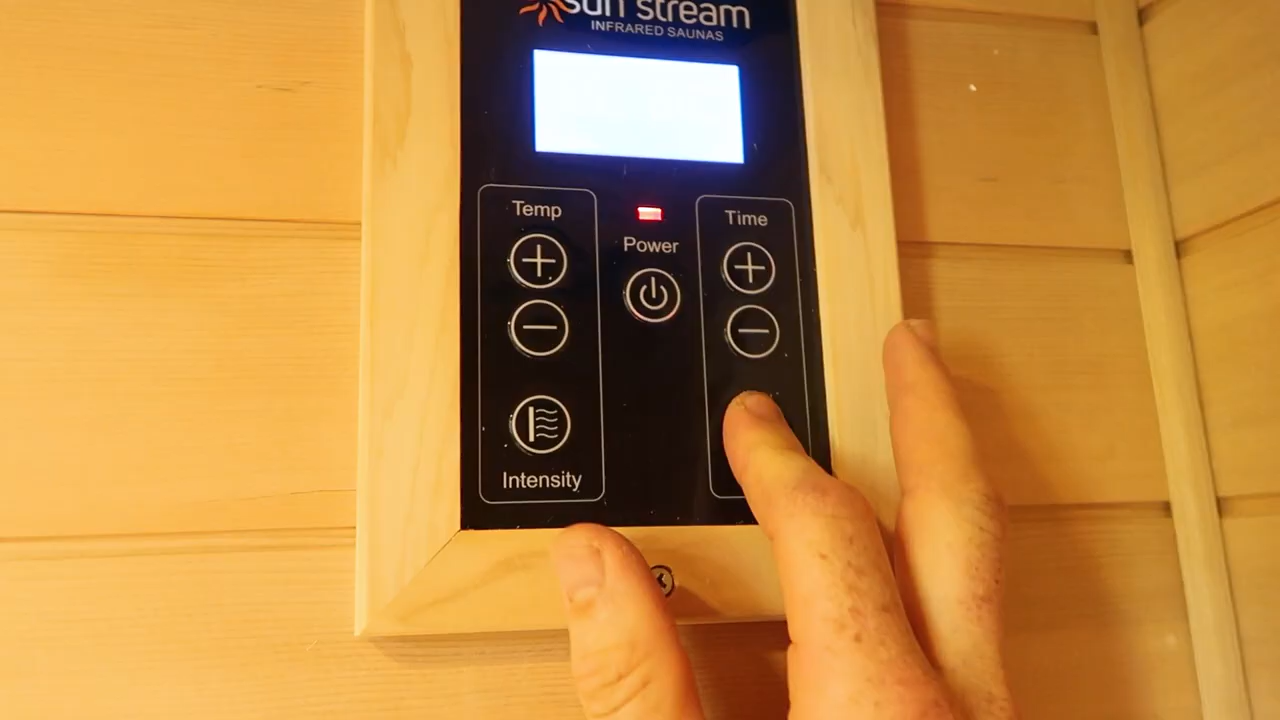 sun stream
INFRARED SAUNAS
Temp
Time
Power
Intensity